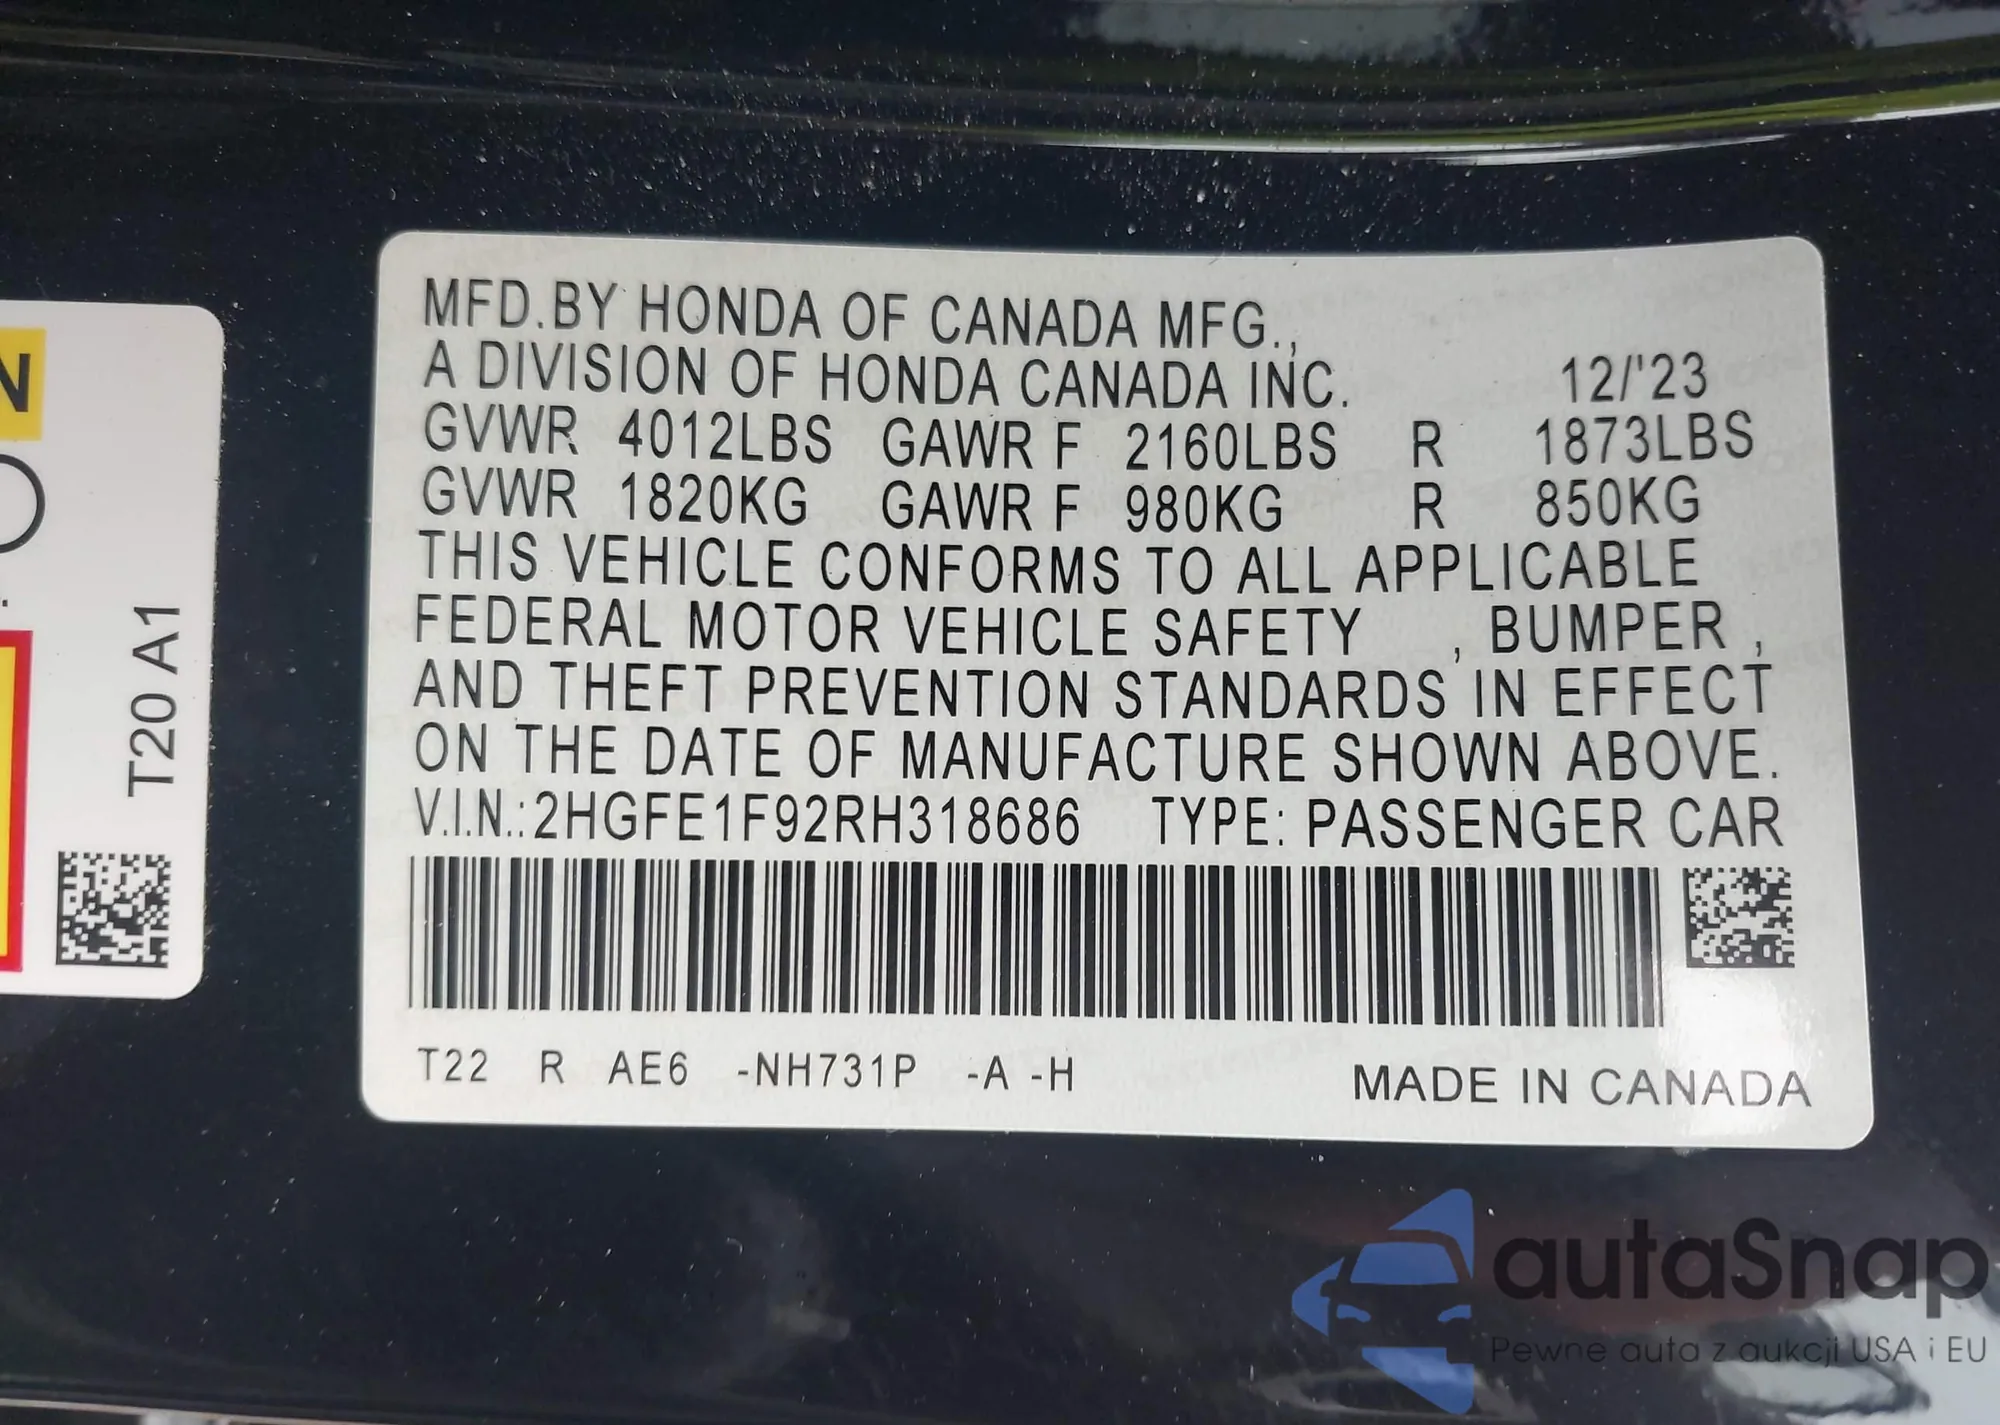 MFD.BY HONDA OF CANADA MFG.,
A DIVISION OF HONDA CANADA INC. 12/'23
GVWR 4012LBS GAWR F 2160LBS R 1873LBS
GVWR 1820KG GAWR F 980KG R 850KG
THIS VEHICLE CONFORMS TO ALL APPLICABLE
FEDERAL MOTOR VEHICLE SAFETY , BUMPER ,
AND THEFT PREVENTION STANDARDS IN EFFECT
ON THE DATE OF MANUFACTURE SHOWN ABOVE.
V.I.N.:2HGFE1F92RH318686 TYPE: PASSENGER CAR
T22 R AE6 -NH731P -A -H
MADE IN CANADA
N
T20 A1
autaSnap
Pewne auta z aukcji USA i EU